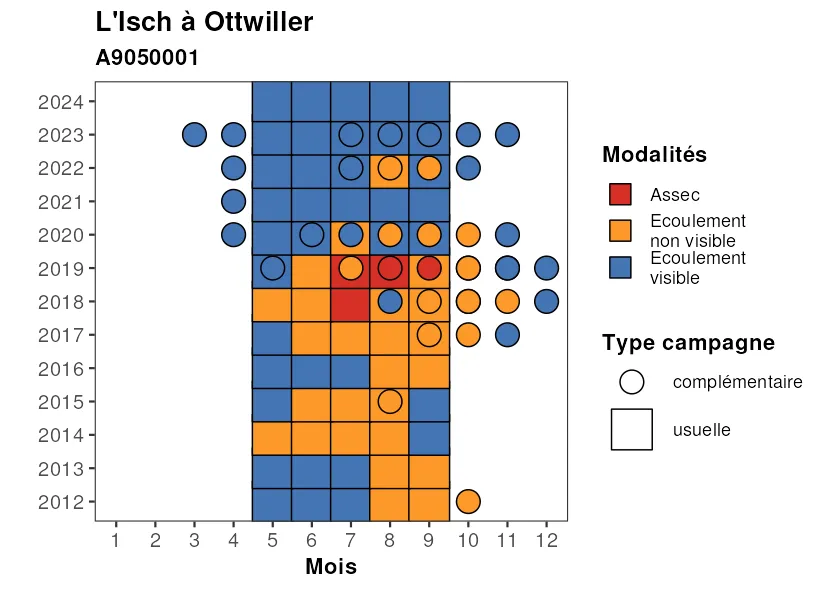 L'Isch à Ottwiller
A9050001
2024
2023
2022
2021
2020
2019
2018
2017
2016
2015
2014
2013
2012
1 2 3 4 5 6 7 8 9 10 11 12
Mois
Modalités
Assec
Ecoulement
non visible
Ecoulement
visible
Type campagne
complémentaire
usuelle